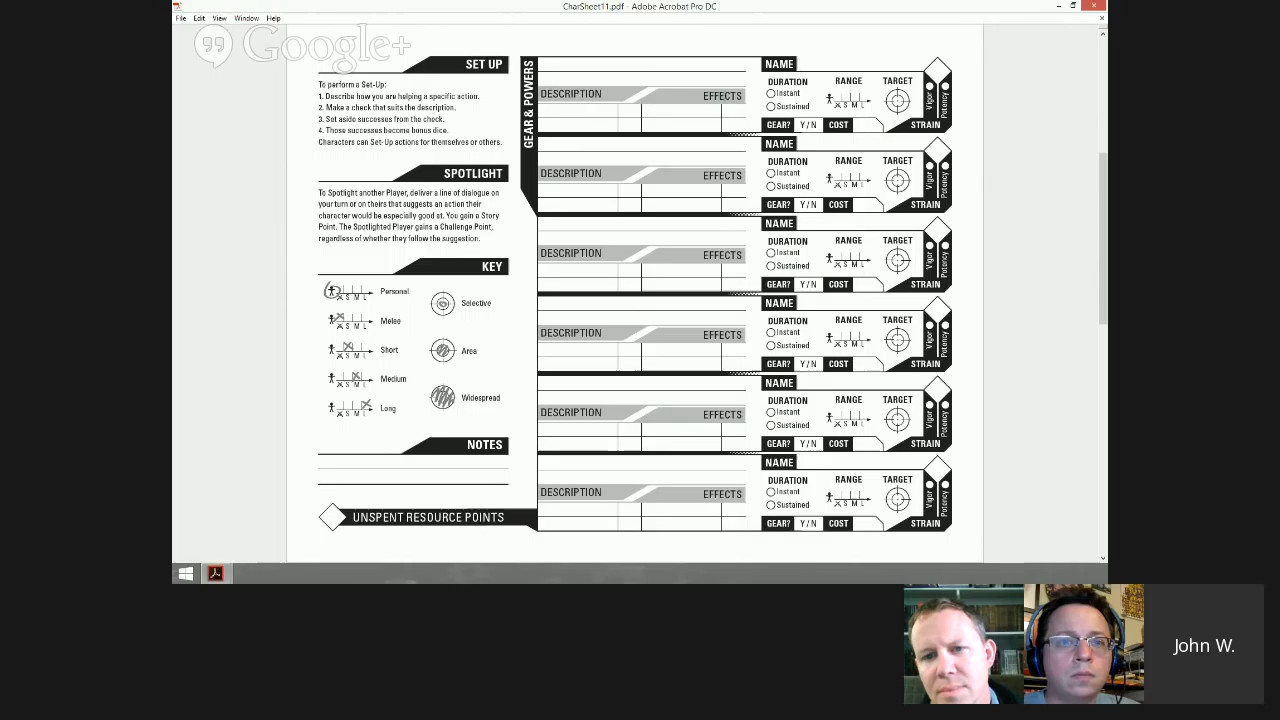 CharSheet11.pdf - Adobe Acrobat Pro DC
File Edit View Window Help
Google+
SET UP
To perform a Set-Up:
1. Describe how you are helping a specific action.
2. Make a check that suits the description.
3. Set aside successes from the check.
4. Those successes become bonus dice.
Characters can Set-Up actions for themselves or others.
SPOTLIGHT
To Spotlight another Player, deliver a line of dialogue on
your turn or on theirs that suggests an action their
character would be especially good at. You gain a Story
Point. The Spotlighted Player gains a Challenge Point,
regardless of whether they follow the suggestion.
KEY
S M L Personal
Selective
S M L Melee
S M L Short
Area
S M L Medium
S M L Long
Widespread
NOTES
UNSPENT RESOURCE POINTS
GEAR & POWERS
NAME
DURATION RANGE TARGET
Instant
Sustained
S M L
DESCRIPTION EFFECTS
GEAR? Y / N COST STRAIN
Vigor
Potency
NAME
DURATION RANGE TARGET
Instant
Sustained
S M L
DESCRIPTION EFFECTS
GEAR? Y / N COST STRAIN
Vigor
Potency
NAME
DURATION RANGE TARGET
Instant
Sustained
S M L
DESCRIPTION EFFECTS
GEAR? Y / N COST STRAIN
Vigor
Potency
NAME
DURATION RANGE TARGET
Instant
Sustained
S M L
DESCRIPTION EFFECTS
GEAR? Y / N COST STRAIN
Vigor
Potency
NAME
DURATION RANGE TARGET
Instant
Sustained
S M L
DESCRIPTION EFFECTS
GEAR? Y / N COST STRAIN
Vigor
Potency
NAME
DURATION RANGE TARGET
Instant
Sustained
S M L
DESCRIPTION EFFECTS
GEAR? Y / N COST STRAIN
Vigor
Potency
John W.